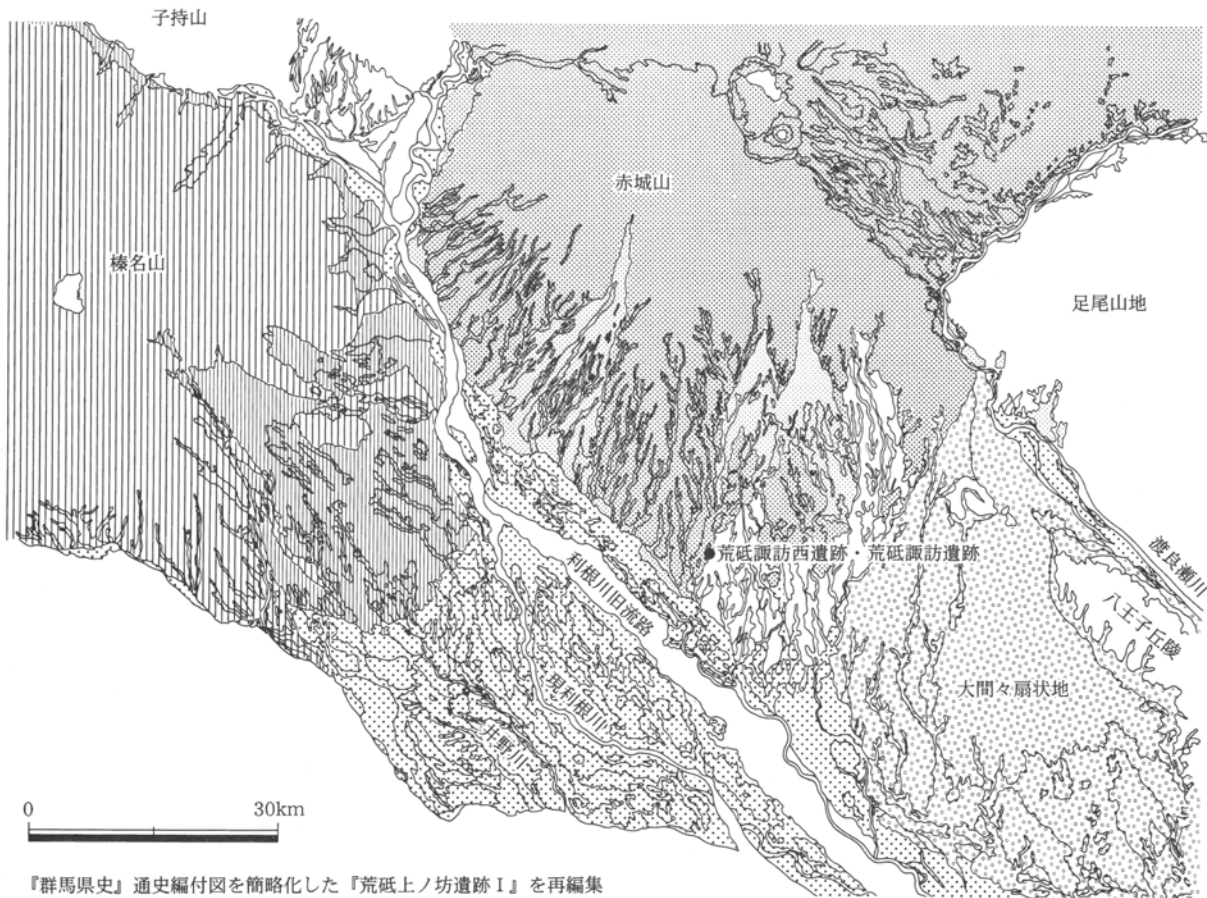 子持山
赤城山
榛名山
足尾山地
荒砥諏訪西遺跡・荒砥諏訪遺跡
利根川旧流路
渡良瀬川
八王子丘陵
大間々扇状地
現利根川
井野川
0 30km
『群馬県史』通史編付図を簡略化した『荒砥上ノ坊遺跡Ⅰ』を再編集